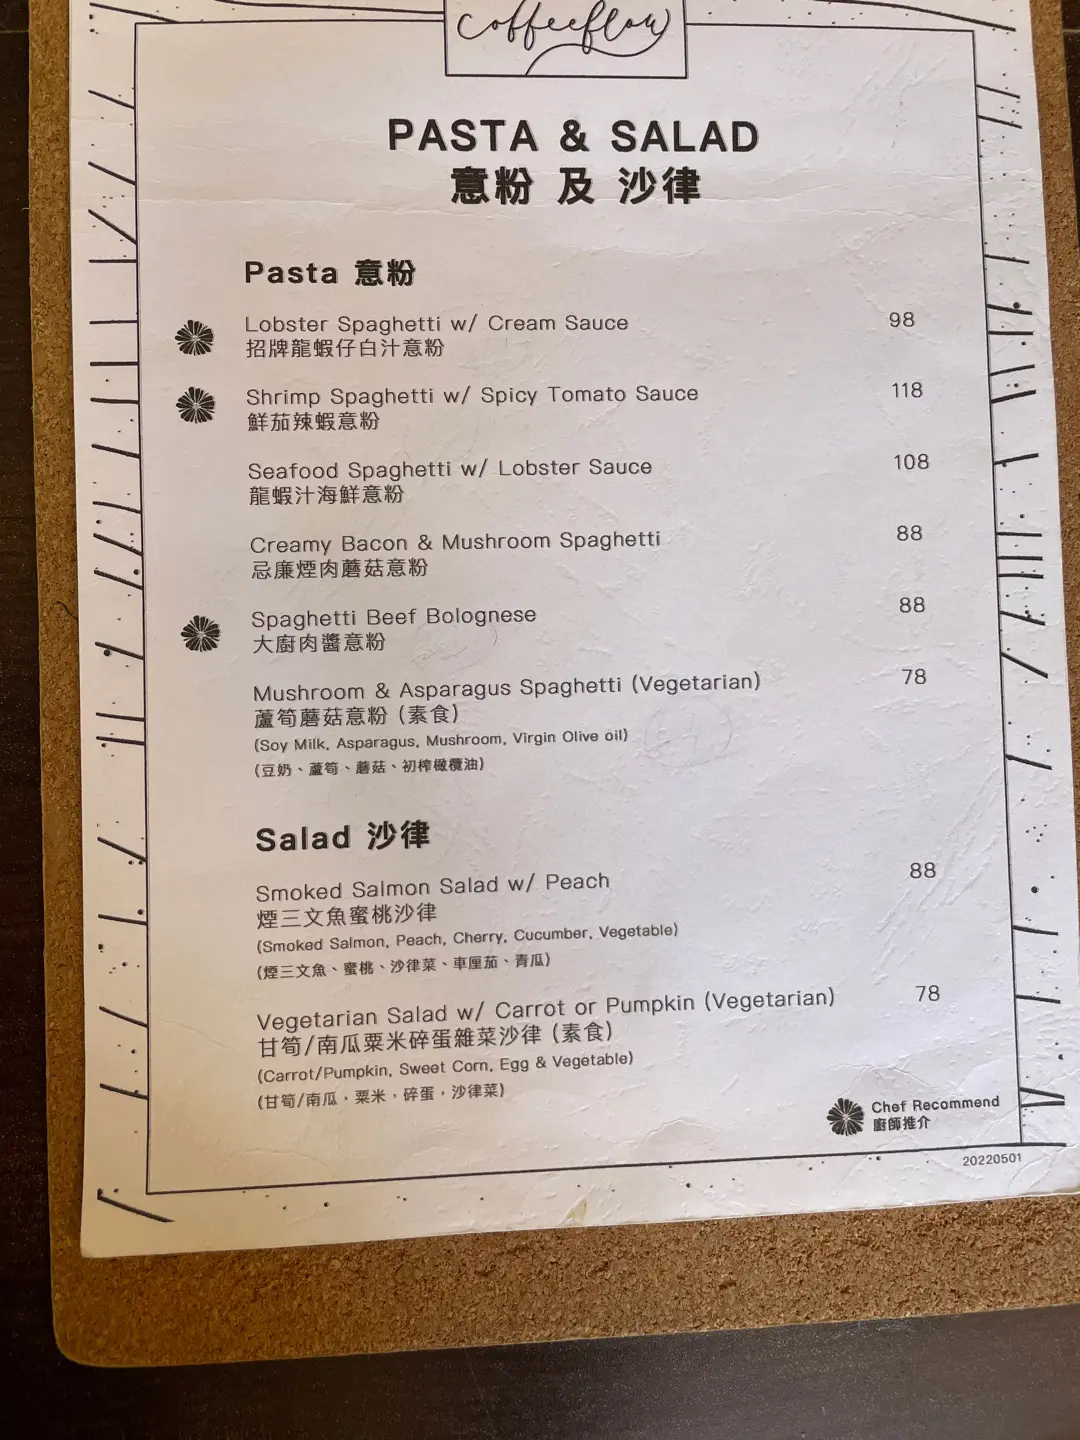 coffeeflow
PASTA & SALAD
意粉 及 沙律
Pasta 意粉
Lobster Spaghetti w/ Cream Sauce 98
招牌龍蝦仔白汁意粉
Shrimp Spaghetti w/ Spicy Tomato Sauce 118
鮮茄辣蝦意粉
Seafood Spaghetti w/ Lobster Sauce 108
龍蝦汁海鮮意粉
Creamy Bacon & Mushroom Spaghetti 88
忌廉煙肉蘑菇意粉
Spaghetti Beef Bolognese 88
大廚肉醬意粉
Mushroom & Asparagus Spaghetti (Vegetarian) 78
蘆筍蘑菇意粉 (素食)
(Soy Milk, Asparagus, Mushroom, Virgin Olive oil)
(豆奶、蘆筍、蘑菇、初榨橄欖油)
Salad 沙律
Smoked Salmon Salad w/ Peach 88
煙三文魚蜜桃沙律
(Smoked Salmon, Peach, Cherry, Cucumber, Vegetable)
(煙三文魚、蜜桃、沙律菜、車厘茄、青瓜)
Vegetarian Salad w/ Carrot or Pumpkin (Vegetarian) 78
甘筍/南瓜粟米碎蛋雜菜沙律 (素食)
(Carrot/Pumpkin, Sweet Corn, Egg & Vegetable)
(甘筍/南瓜，粟米，碎蛋，沙律菜)
Chef Recommend
廚師推介
20220501